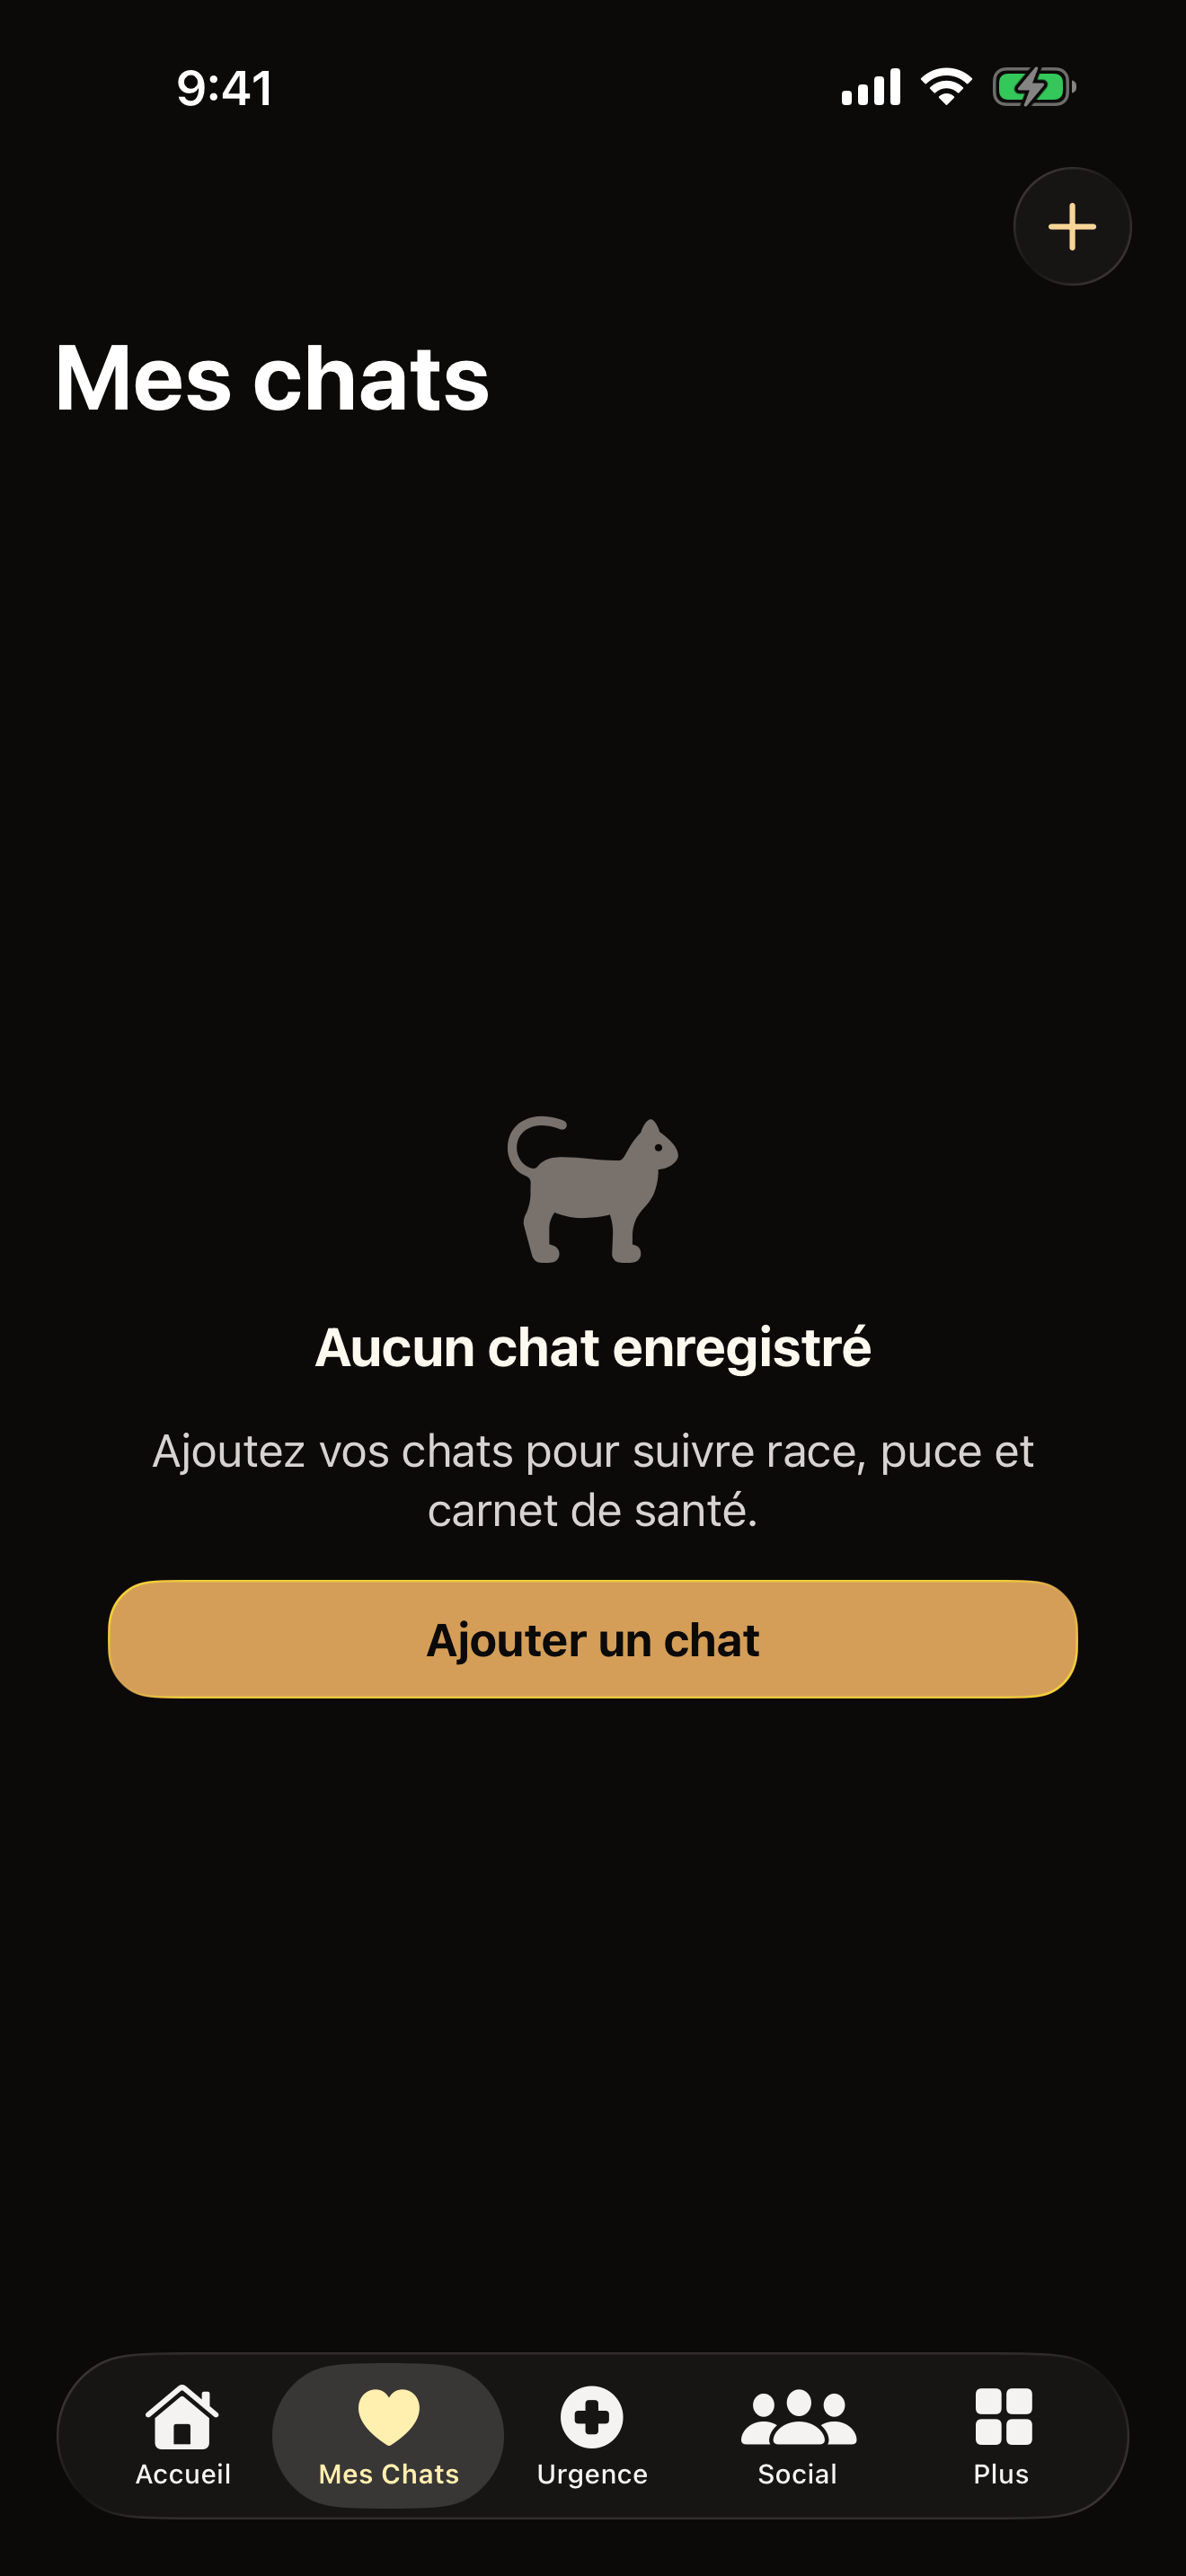 9:41
Mes chats
Aucun chat enregistré
Ajoutez vos chats pour suivre race, puce et
carnet de santé.
Ajouter un chat
Accueil
Mes Chats
Urgence
Social
Plus